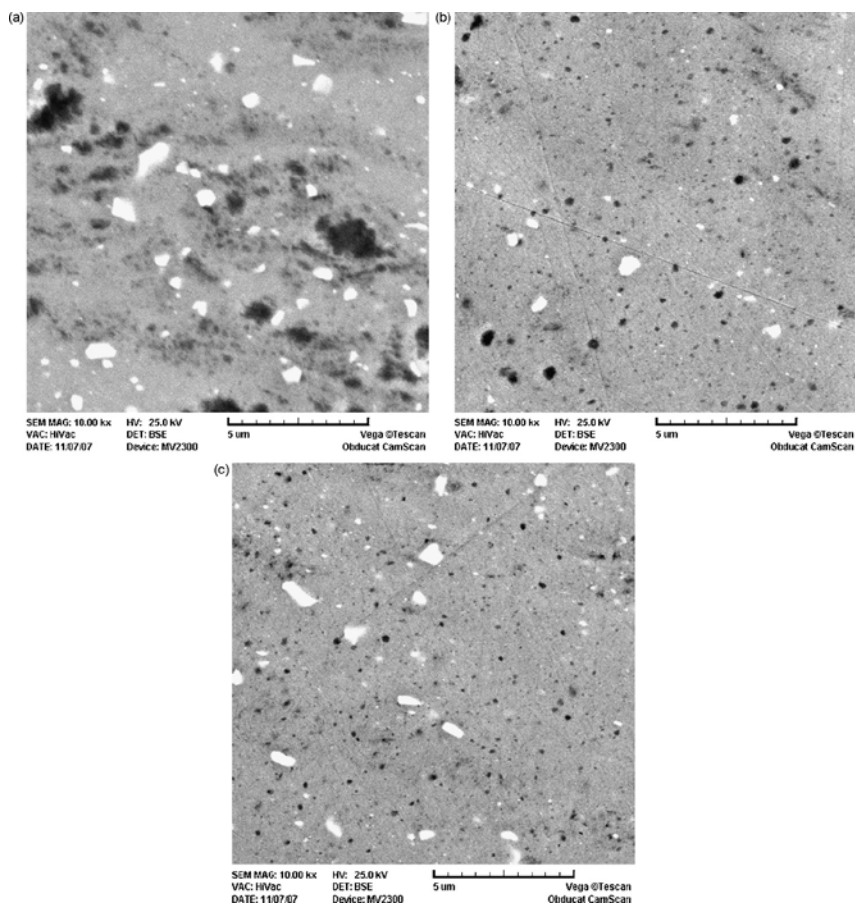 (a)
SEM MAG: 10.00 kx HV: 25.0 kV
VAC: HiVac DET: BSE 5 um Vega ©Tescan
DATE: 11/07/07 Device: MV2300 Obducat CamScan
(b)
SEM MAG: 10.00 kx HV: 25.0 kV
VAC: HiVac DET: BSE 5 um Vega ©Tescan
DATE: 11/07/07 Device: MV2300 Obducat CamScan
(c)
SEM MAG: 10.00 kx HV: 25.0 kV
VAC: HiVac DET: BSE 5 um Vega ©Tescan
DATE: 11/07/07 Device: MV2300 Obducat CamScan